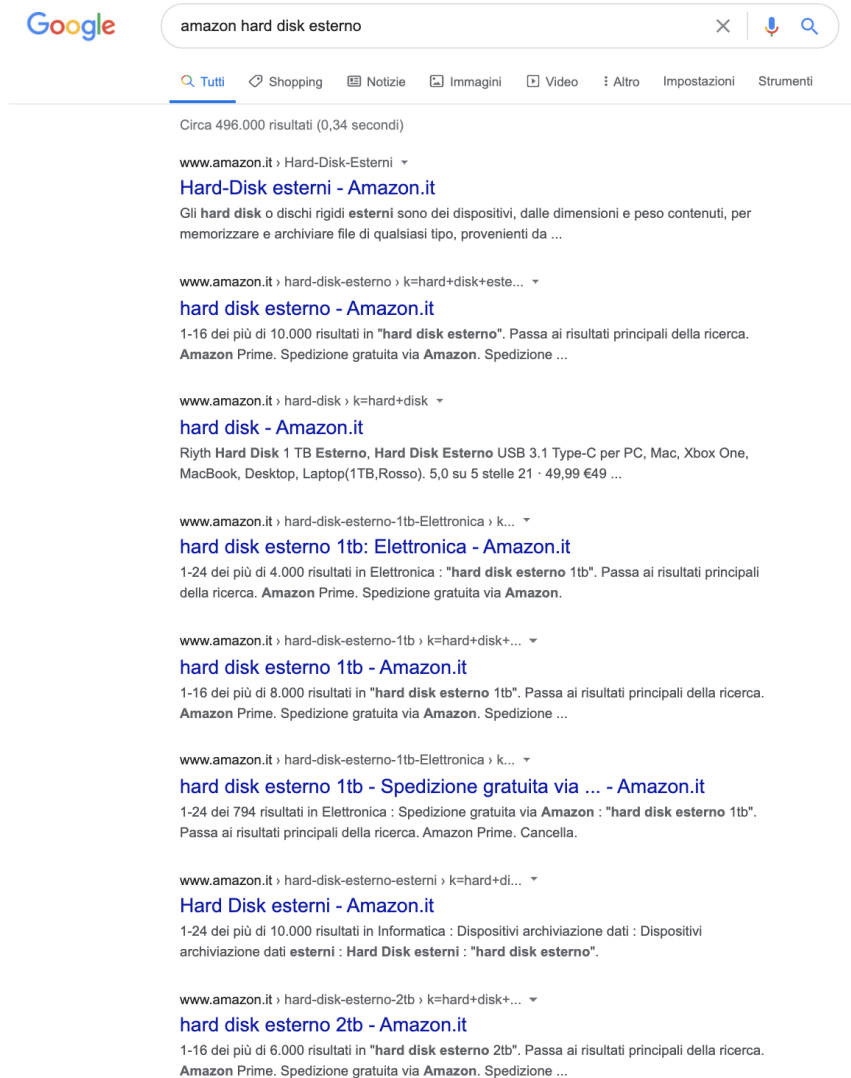 Google
amazon hard disk esterno
Tutti Shopping Notizie Immagini Video Altro Impostazioni Strumenti
Circa 496.000 risultati (0,34 secondi)
www.amazon.it › Hard-Disk-Esterni
Hard-Disk esterni - Amazon.it
Gli hard disk o dischi rigidi esterni sono dei dispositivi, dalle dimensioni e peso contenuti, per
memorizzare e archiviare file di qualsiasi tipo, provenienti da ...
www.amazon.it › hard-disk-esterno › k=hard+disk+este...
hard disk esterno - Amazon.it
1-16 dei più di 10.000 risultati in "hard disk esterno". Passa ai risultati principali della ricerca.
Amazon Prime. Spedizione gratuita via Amazon. Spedizione ...
www.amazon.it › hard-disk › k=hard+disk
hard disk - Amazon.it
Riyth Hard Disk 1 TB Esterno, Hard Disk Esterno USB 3.1 Type-C per PC, Mac, Xbox One,
MacBook, Desktop, Laptop(1TB,Rosso). 5,0 su 5 stelle 21 · 49,99 €49 ...
www.amazon.it › hard-disk-esterno-1tb-Elettronica › k...
hard disk esterno 1tb: Elettronica - Amazon.it
1-24 dei più di 4.000 risultati in Elettronica : "hard disk esterno 1tb". Passa ai risultati principali
della ricerca. Amazon Prime. Spedizione gratuita via Amazon.
www.amazon.it › hard-disk-esterno-1tb › k=hard+disk+...
hard disk esterno 1tb - Amazon.it
1-16 dei più di 8.000 risultati in "hard disk esterno 1tb". Passa ai risultati principali della ricerca.
Amazon Prime. Spedizione gratuita via Amazon. Spedizione ...
www.amazon.it › hard-disk-esterno-1tb-Elettronica › k...
hard disk esterno 1tb - Spedizione gratuita via ... - Amazon.it
1-24 dei 794 risultati in Elettronica : Spedizione gratuita via Amazon : "hard disk esterno 1tb".
Passa ai risultati principali della ricerca. Amazon Prime. Cancella.
www.amazon.it › hard-disk-esterno-esterni › k=hard+di...
Hard Disk esterni - Amazon.it
1-24 dei più di 10.000 risultati in Informatica : Dispositivi archiviazione dati : Dispositivi
archiviazione dati esterni : Hard Disk esterni : "hard disk esterno".
www.amazon.it › hard-disk-esterno-2tb › k=hard+disk+...
hard disk esterno 2tb - Amazon.it
1-16 dei più di 6.000 risultati in "hard disk esterno 2tb". Passa ai risultati principali della ricerca.
Amazon Prime. Spedizione gratuita via Amazon. Spedizione ...